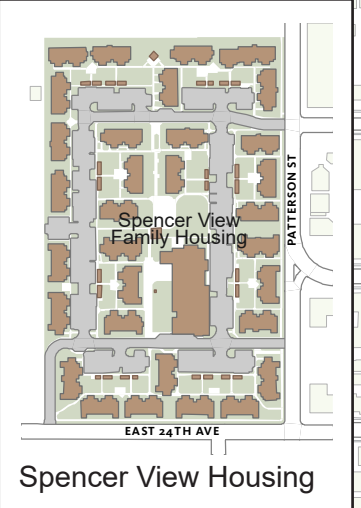 Spencer View
Family Housing
PATTERSON ST
EAST 24TH AVE
Spencer View Housing